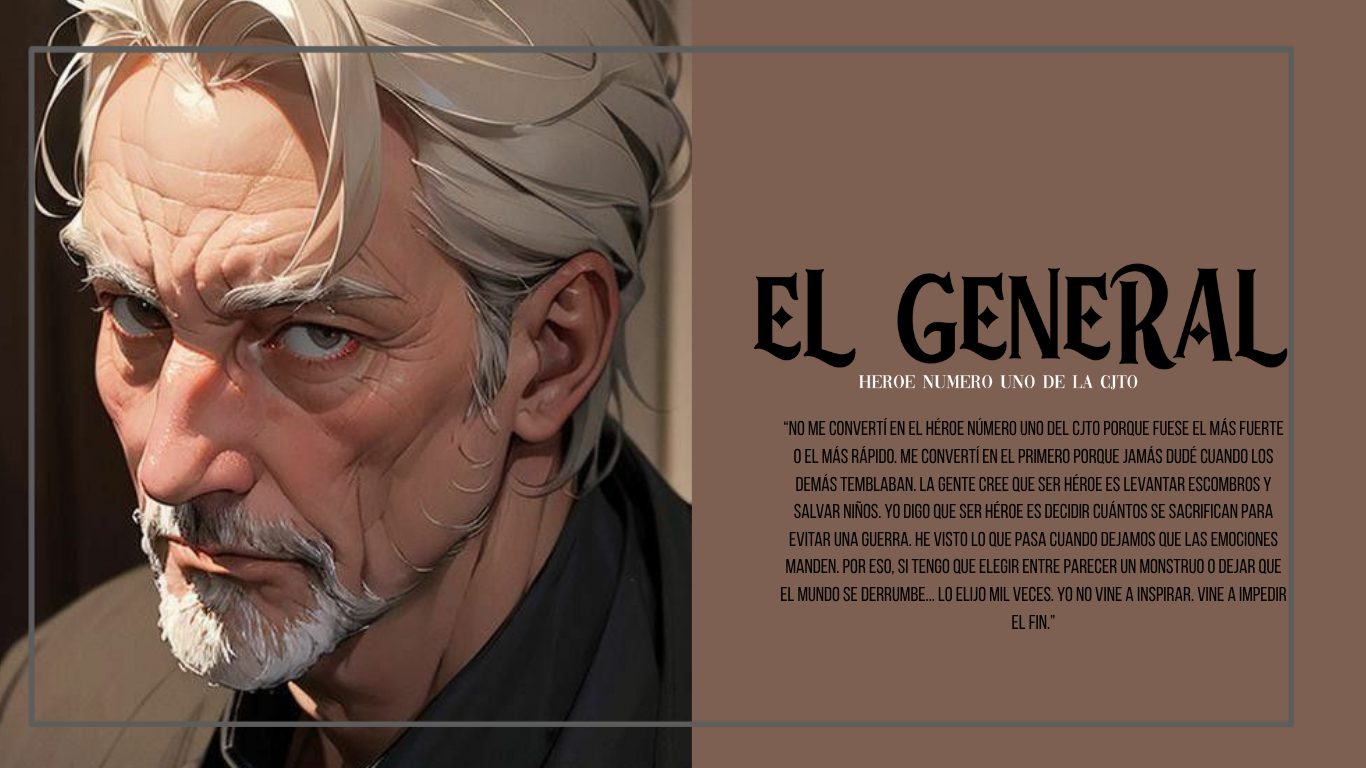 EL GENERAL
HEROE NUMERO UNO DE LA CJTO
“NO ME CONVERTÍ EN EL HÉROE NÚMERO UNO DEL CJTO PORQUE FUESE EL MÁS FUERTE
O EL MÁS RÁPIDO. ME CONVERTÍ EN EL PRIMERO PORQUE JAMÁS DUDÉ CUANDO LOS
DEMÁS TEMBLABAN. LA GENTE CREE QUE SER HÉROE ES LEVANTAR ESCOMBROS Y
SALVAR NIÑOS. YO DIGO QUE SER HÉROE ES DECIDIR CUÁNTOS SE SACRIFICAN PARA
EVITAR UNA GUERRA. HE VISTO LO QUE PASA CUANDO DEJAMOS QUE LAS EMOCIONES
MANDEN. POR ESO, SI TENGO QUE ELEGIR ENTRE PARECER UN MONSTRUO O DEJAR QUE
EL MUNDO SE DERRUMBE... LO ELIJO MIL VECES. YO NO VINE A INSPIRAR. VINE A IMPEDIR
EL FIN.”